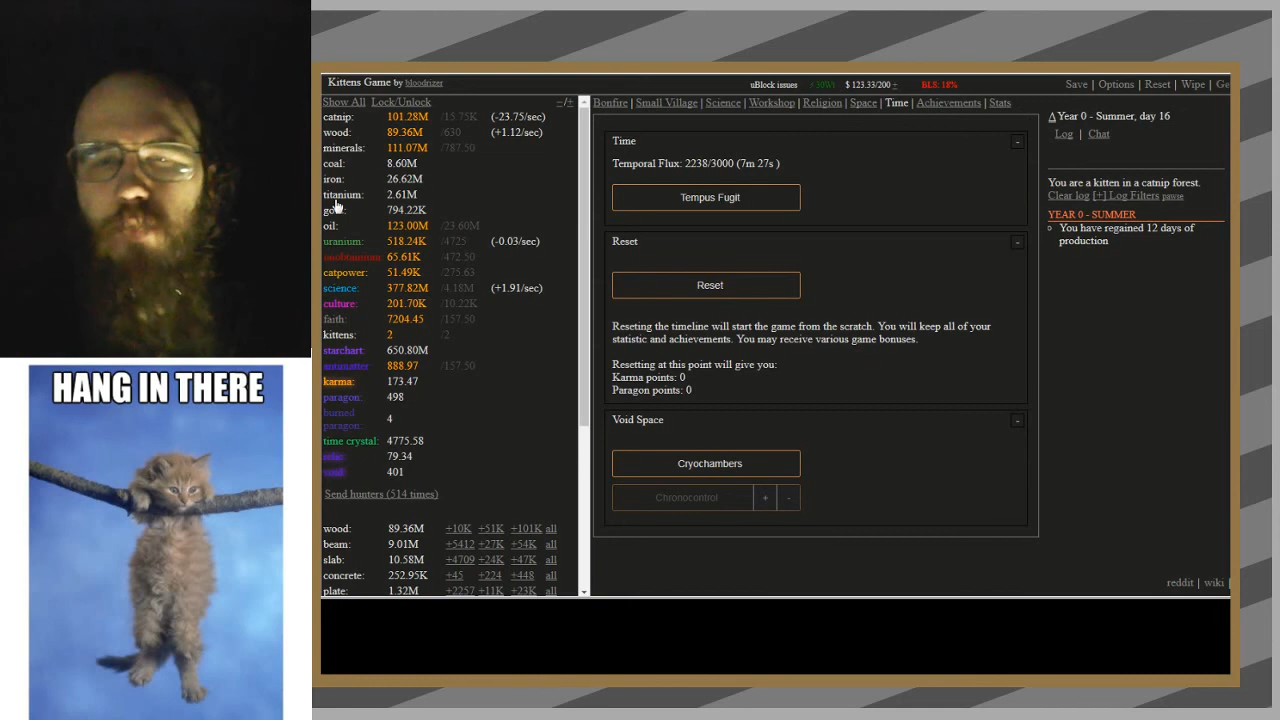 HANG IN THERE
Kittens Game by bloodrizer
uBlock issues
$ 123.33/200
BLS: 18%
Save | Options | Reset | Wipe |
Show All Lock/Unlock
−/+
catnip: 101.28M /15.75K (-23.75/sec)
wood: 89.36M /630 (+1.12/sec)
minerals: 111.07M /787.50
coal: 8.60M
iron: 26.62M
titanium: 2.61M
794.22K
oil: 123.00M /23.60M
uranium: 518.24K /4725 (-0.03/sec)
unobtainium 65.61K /472.50
catpower: 51.49K /275.63
science: 377.82M /4.18M (+1.91/sec)
culture: 201.70K /10.22K
faith: 7204.45 /157.50
kittens: 2 /2
starchart: 650.80M
antimatter 888.97 /157.50
karma: 173.47
paragon: 498
burned
paragon: 4
time crystal: 4775.58
relic: 79.34
void: 401
Send hunters (514 times)
wood: 89.36M +10K +51K +101K all
beam: 9.01M +5412 +27K +54K all
slab: 10.58M +4709 +24K +47K all
concrete: 252.95K +45 +224 +448 all
plate: 1.32M +2257 +11K +23K all
Bonfire | Small Village | Science | Workshop | Religion | Space | Time | Achievements | Stats
Time
-
Temporal Flux: 2238/3000 (7m 27s )
Tempus Fugit
Reset
-
Reset
Resetting the timeline will start the game from the scratch. You will keep all of your
statistic and achievements. You may receive various game bonuses.
Resetting at this point will give you:
Karma points: 0
Paragon points: 0
Void Space
-
Cryochambers
Chronocontrol + -
Year 0 - Summer, day 16
Log | Chat
You are a kitten in a catnip forest.
Clear log [+] Log Filters pause
YEAR 0 - SUMMER
You have regained 12 days of
production
reddit | wiki |